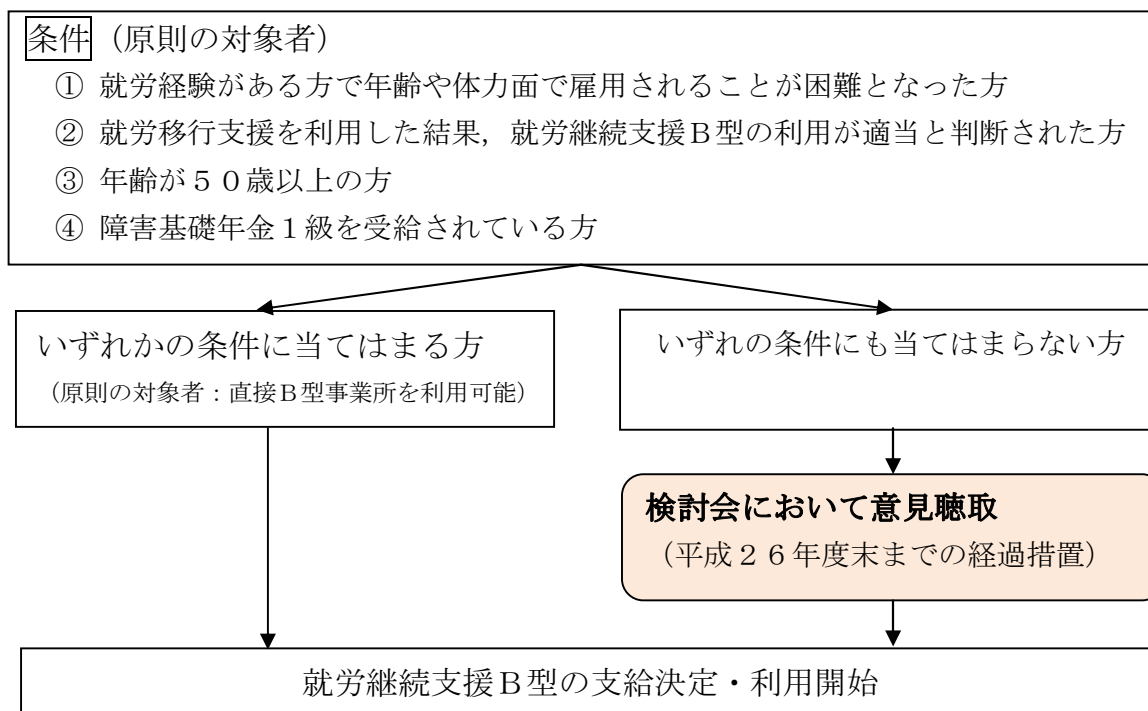 条件（原則の対象者）
① 就労経験がある方で年齢や体力面で雇用されることが困難となった方
② 就労移行支援を利用した結果，就労継続支援Ｂ型の利用が適当と判断された方
③ 年齢が５０歳以上の方
④ 障害基礎年金１級を受給されている方
いずれかの条件に当てはまる方
（原則の対象者：直接Ｂ型事業所を利用可能）
いずれの条件にも当てはまらない方
検討会において意見聴取
（平成２６年度末までの経過措置）
就労継続支援Ｂ型の支給決定・利用開始